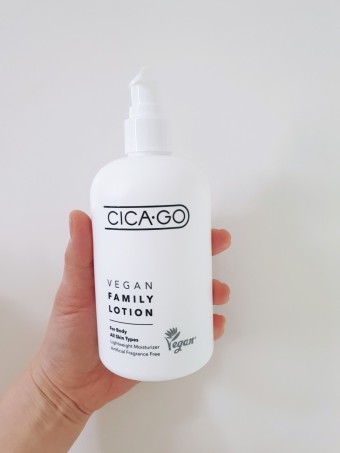 CICA·GO
VEGAN
FAMILY
LOTION
For Body
All Skin Types
Lightweight Moisturizer
Artificial Fragrance Free
Vegan